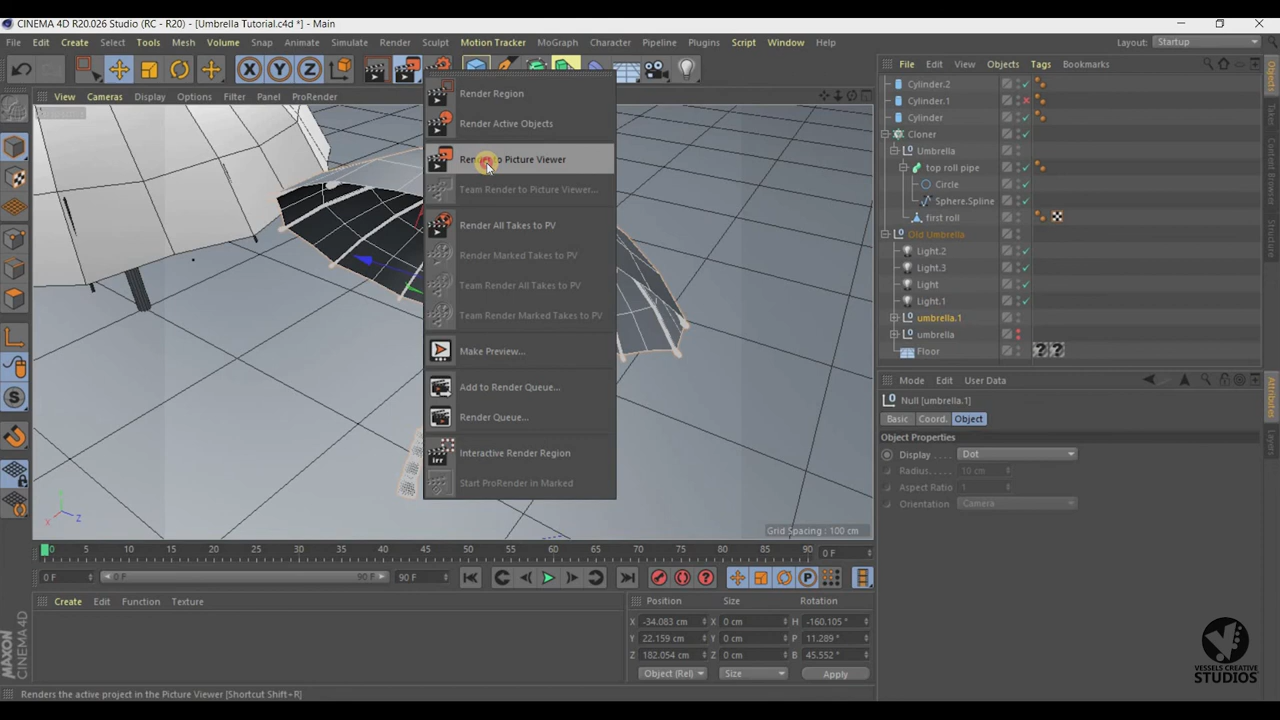 CINEMA 4D R20.026 Studio (RC - R20) - [Umbrella Tutorial.c4d *] - Main
File Edit Create Select Tools Mesh Volume Snap Animate Simulate Render Sculpt Motion Tracker MoGraph Character Pipeline Plugins Script Window Help Layout: Startup
View Cameras Display Options Filter Panel ProRender
Render Region
Render Active Objects
Render to Picture Viewer
Team Render to Picture Viewer...
Render All Takes to PV
Render Marked Takes to PV
Team Render All Takes to PV
Team Render Marked Takes to PV
Make Preview...
Add to Render Queue...
Render Queue...
Interactive Render Region
Start ProRender in Marked
Grid Spacing : 100 cm
File Edit View Objects Tags Bookmarks
Cylinder.2
Cylinder.1
Cylinder
Cloner
Umbrella
top roll pipe
Circle
Sphere.Spline
first roll
Old Umbrella
Light.2
Light.3
Light
Light.1
umbrella.1
umbrella
Floor
Objects
Takes
Content Browser
Structure
Mode Edit User Data
Null [umbrella.1]
Basic Coord. Object
Object Properties
Display . . . . Dot
Radius. . . . . 10 cm
Aspect Ratio 1
Orientation . Camera
Attributes
Layers
0 5 10 15 20 25 30 35 40 45 50 55 60 65 70 75 80 85 90 0 F
0 F 0 F 90 F 90 F
Create Edit Function Texture
Position Size Rotation
X -34.083 cm X 0 cm H -160.105 °
Y 22.159 cm Y 0 cm P 11.289 °
Z 182.054 cm Z 0 cm B 45.552 °
Object (Rel) Size Apply
MAXON CINEMA 4D
Renders the active project in the Picture Viewer [Shortcut Shift+R]
VESSELS CREATIVE
STUDIOS